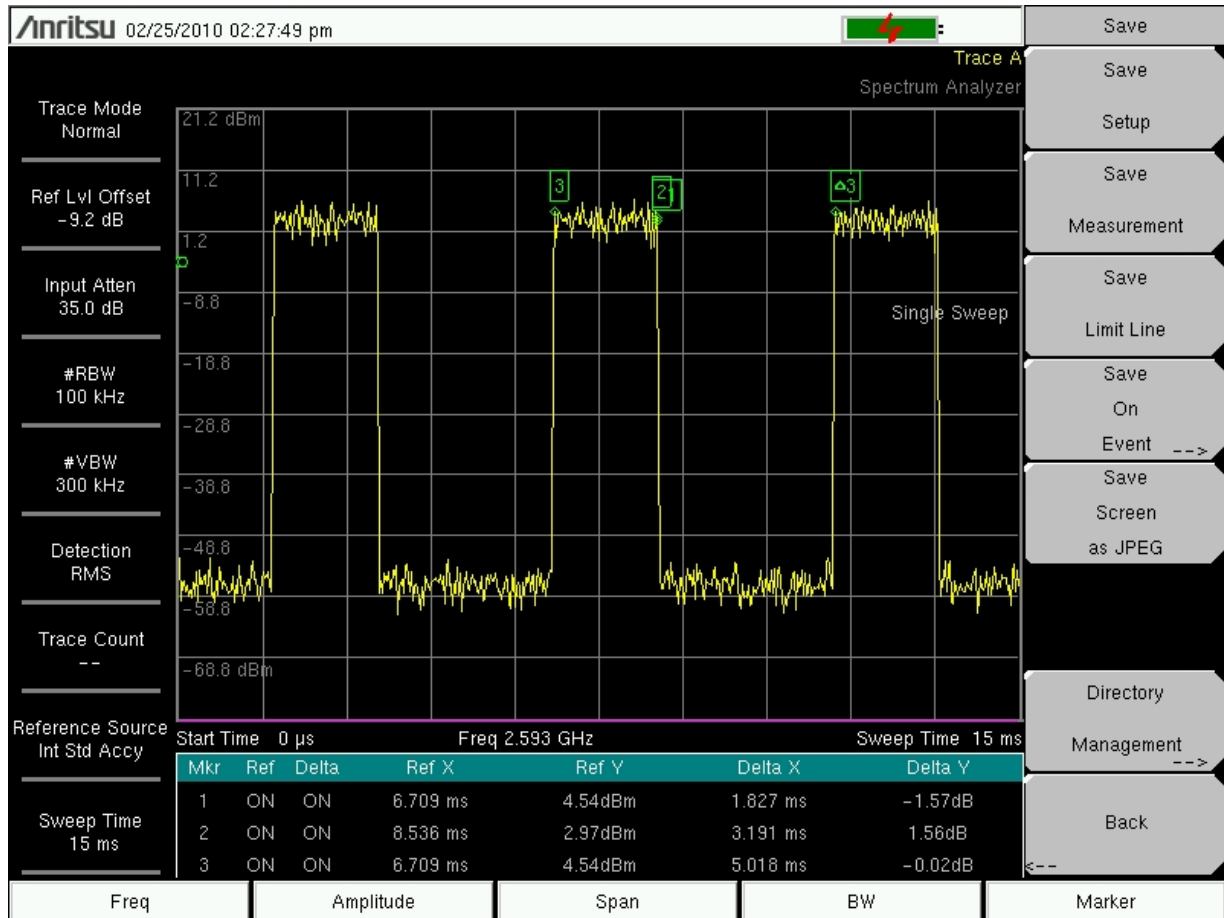 Anritsu 02/25/2010 02:27:49 pm
Trace A
Spectrum Analyzer
Trace Mode
Normal
Ref Lvl Offset
-9.2 dB
Input Atten
35.0 dB
#RBW
100 kHz
#VBW
300 kHz
Detection
RMS
Trace Count
--
Reference Source
Int Std Accy
Sweep Time
15 ms
21.2 dBm
11.2
1.2
-8.8
-18.8
-28.8
-38.8
-48.8
-58.8
-68.8 dBm
3
2
1
Δ3
Single Sweep
Start Time 0 µs Freq 2.593 GHz Sweep Time 15 ms
Mkr Ref Delta Ref X Ref Y Delta X Delta Y
1 ON ON 6.709 ms 4.54dBm 1.827 ms -1.57dB
2 ON ON 8.536 ms 2.97dBm 3.191 ms 1.56dB
3 ON ON 6.709 ms 4.54dBm 5.018 ms -0.02dB
Save
Save
Setup
Save
Measurement
Save
Limit Line
Save
On
Event -->
Save
Screen
as JPEG
Directory
Management -->
Back
<--
Freq Amplitude Span BW Marker